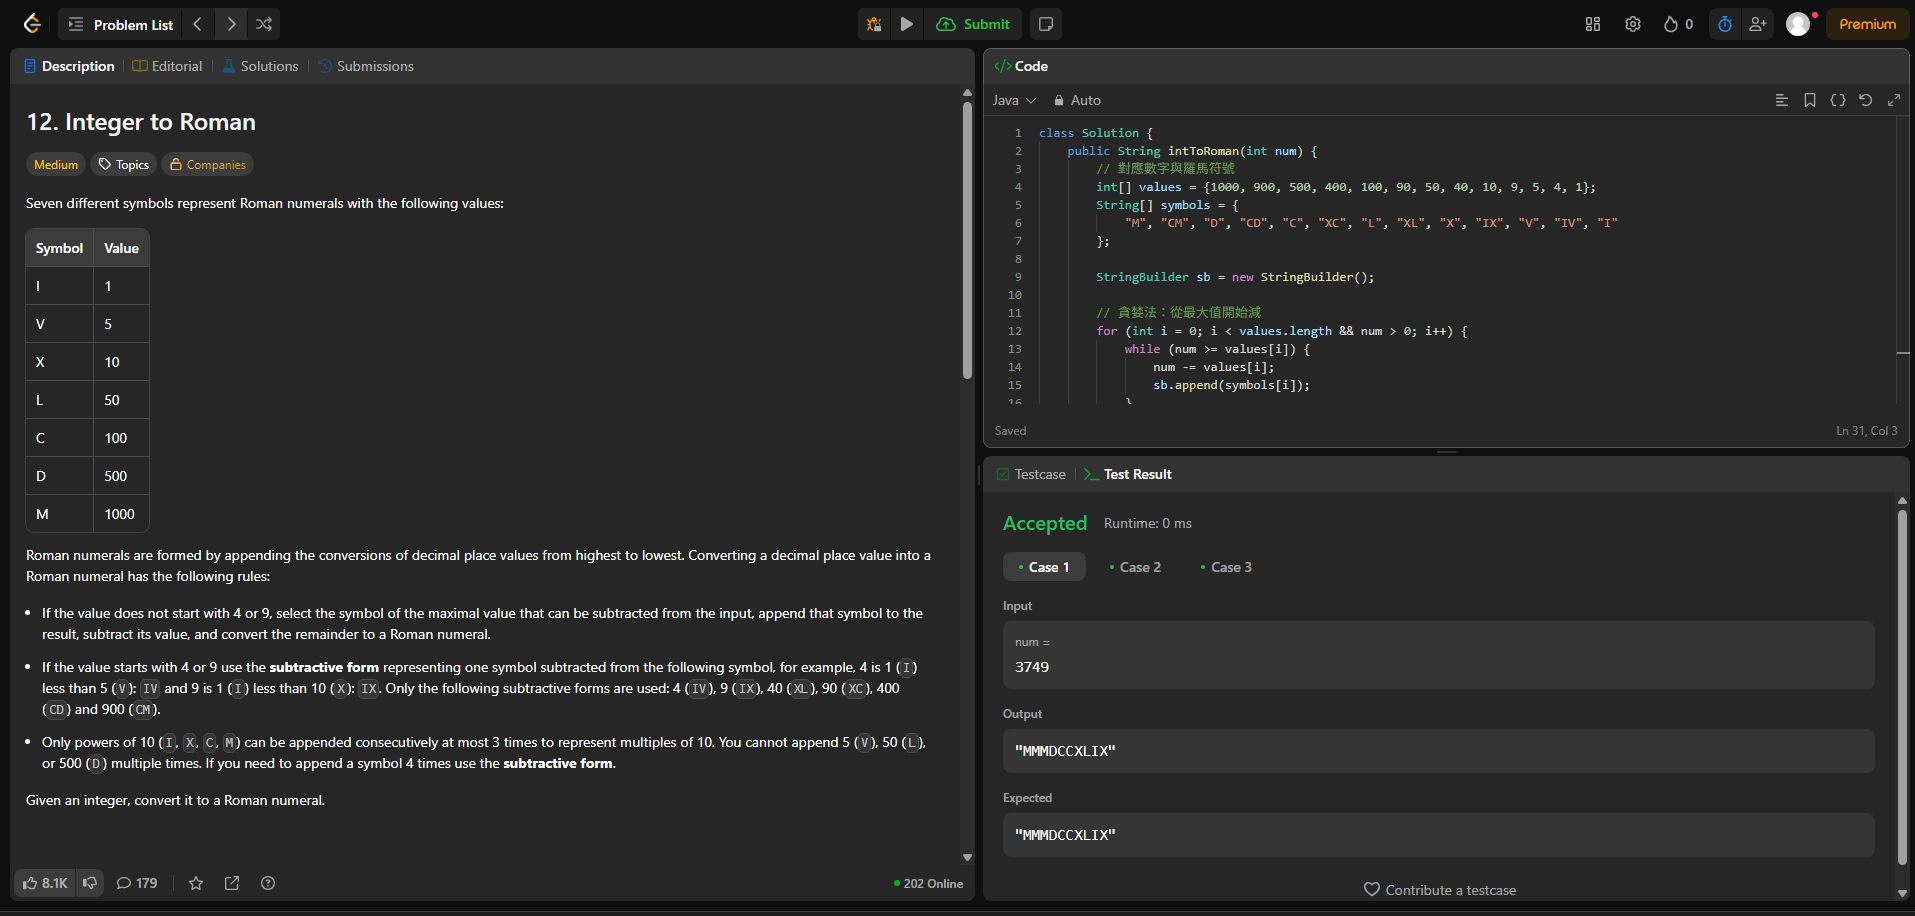 Problem List
Submit
0
Premium
Description
Editorial
Solutions
Submissions
12. Integer to Roman
Medium
Topics
Companies
Seven different symbols represent Roman numerals with the following values:
Symbol Value
I 1
V 5
X 10
L 50
C 100
D 500
M 1000
Roman numerals are formed by appending the conversions of decimal place values from highest to lowest. Converting a decimal place value into a
Roman numeral has the following rules:
• If the value does not start with 4 or 9, select the symbol of the maximal value that can be subtracted from the input, append that symbol to the
result, subtract its value, and convert the remainder to a Roman numeral.
• If the value starts with 4 or 9 use the subtractive form representing one symbol subtracted from the following symbol, for example, 4 is 1 (I)
less than 5 (V): IV and 9 is 1 (I) less than 10 (X): IX. Only the following subtractive forms are used: 4 (IV), 9 (IX), 40 (XL), 90 (XC), 400
(CD) and 900 (CM).
• Only powers of 10 (I, X, C, M) can be appended consecutively at most 3 times to represent multiples of 10. You cannot append 5 (V), 50 (L),
or 500 (D) multiple times. If you need to append a symbol 4 times use the subtractive form.
Given an integer, convert it to a Roman numeral.
8.1K
179
202 Online
</> Code
Java
Auto
1 class Solution {
2 public String intToRoman(int num) {
3 // 對應數字與羅馬符號
4 int[] values = {1000, 900, 500, 400, 100, 90, 50, 40, 10, 9, 5, 4, 1};
5 String[] symbols = {
6 "M", "CM", "D", "CD", "C", "XC", "L", "XL", "X", "IX", "V", "IV", "I"
7 };
8
9 StringBuilder sb = new StringBuilder();
10
11 // 貪婪法：從最大值開始減
12 for (int i = 0; i < values.length && num > 0; i++) {
13 while (num >= values[i]) {
14 num -= values[i];
15 sb.append(symbols[i]);
16 }
Saved
Ln 31, Col 3
Testcase
Test Result
Accepted
Runtime: 0 ms
Case 1
Case 2
Case 3
Input
num =
3749
Output
"MMMDCCXLIX"
Expected
"MMMDCCXLIX"
Contribute a testcase